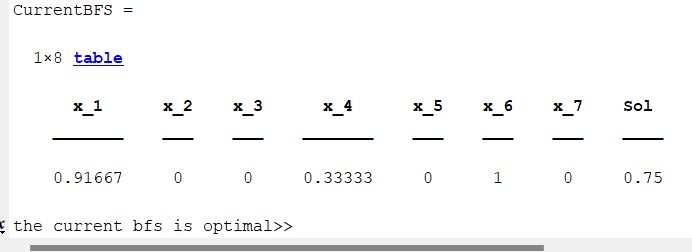 CurrentBFS =
1×8 table
x_1 x_2 x_3 x_4 x_5 x_6 x_7 Sol
0.91667 0 0 0.33333 0 1 0 0.75
the current bfs is optimal>>